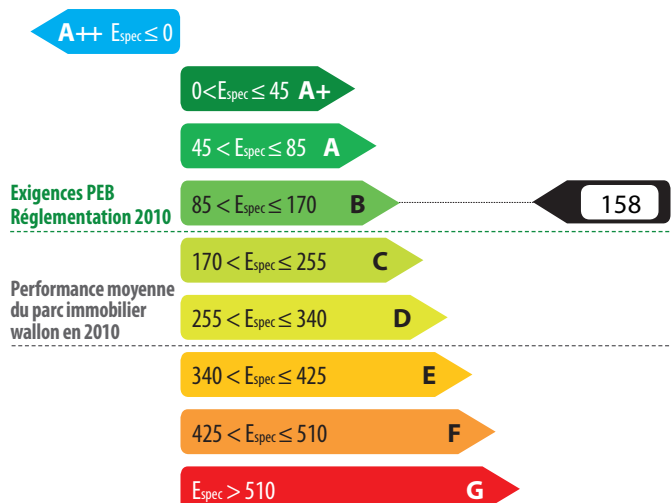 A++ Espec ≤ 0
0<Espec ≤ 45 A+
45 < Espec ≤ 85 A
Exigences PEB
Réglementation 2010
85 < Espec ≤ 170 B
158
170 < Espec ≤ 255 C
Performance moyenne
du parc immobilier
wallon en 2010
255 < Espec ≤ 340 D
340 < Espec ≤ 425 E
425 < Espec ≤ 510 F
Espec > 510 G